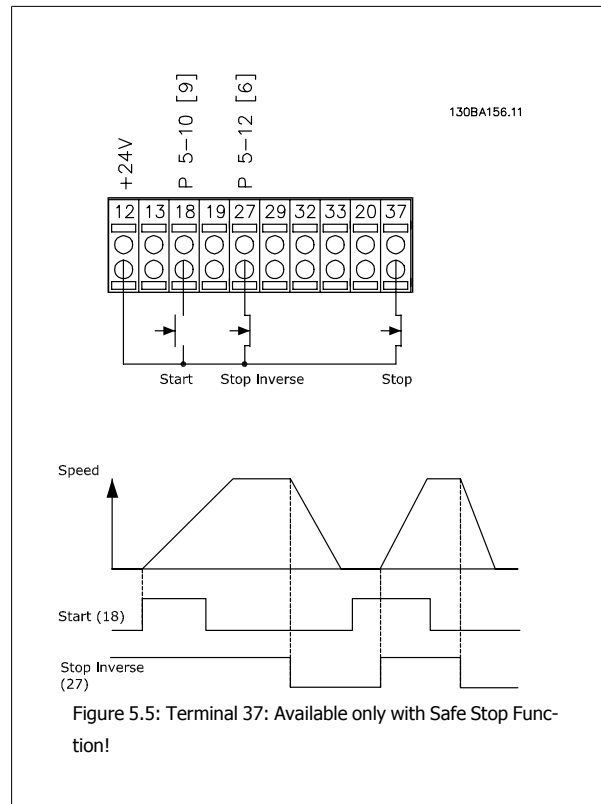 +24V
P 5-10 [9]
P 5-12 [6]
130BA156.11
12 13 18 19 27 29 32 33 20 37
Start Stop Inverse Stop
Speed
Start (18)
Stop Inverse
(27)
Figure 5.5: Terminal 37: Available only with Safe Stop Func-
tion!